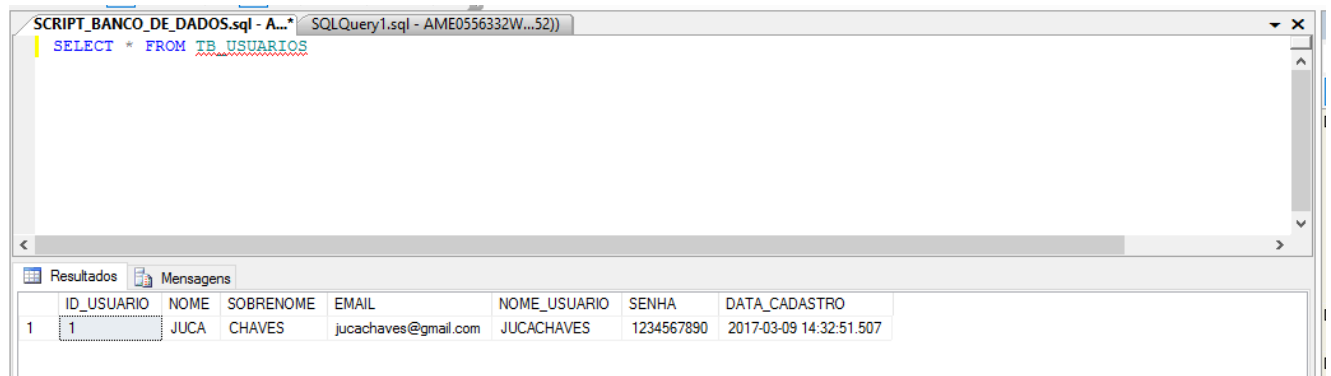 SCRIPT_BANCO_DE_DADOS.sql - A...* SQLQuery1.sql - AME0556332W...52))
SELECT * FROM TB_USUARIOS
Resultados Mensagens
ID_USUARIO NOME SOBRENOME EMAIL NOME_USUARIO SENHA DATA_CADASTRO
1 1 JUCA CHAVES jucachaves@gmail.com JUCACHAVES 1234567890 2017-03-09 14:32:51.507